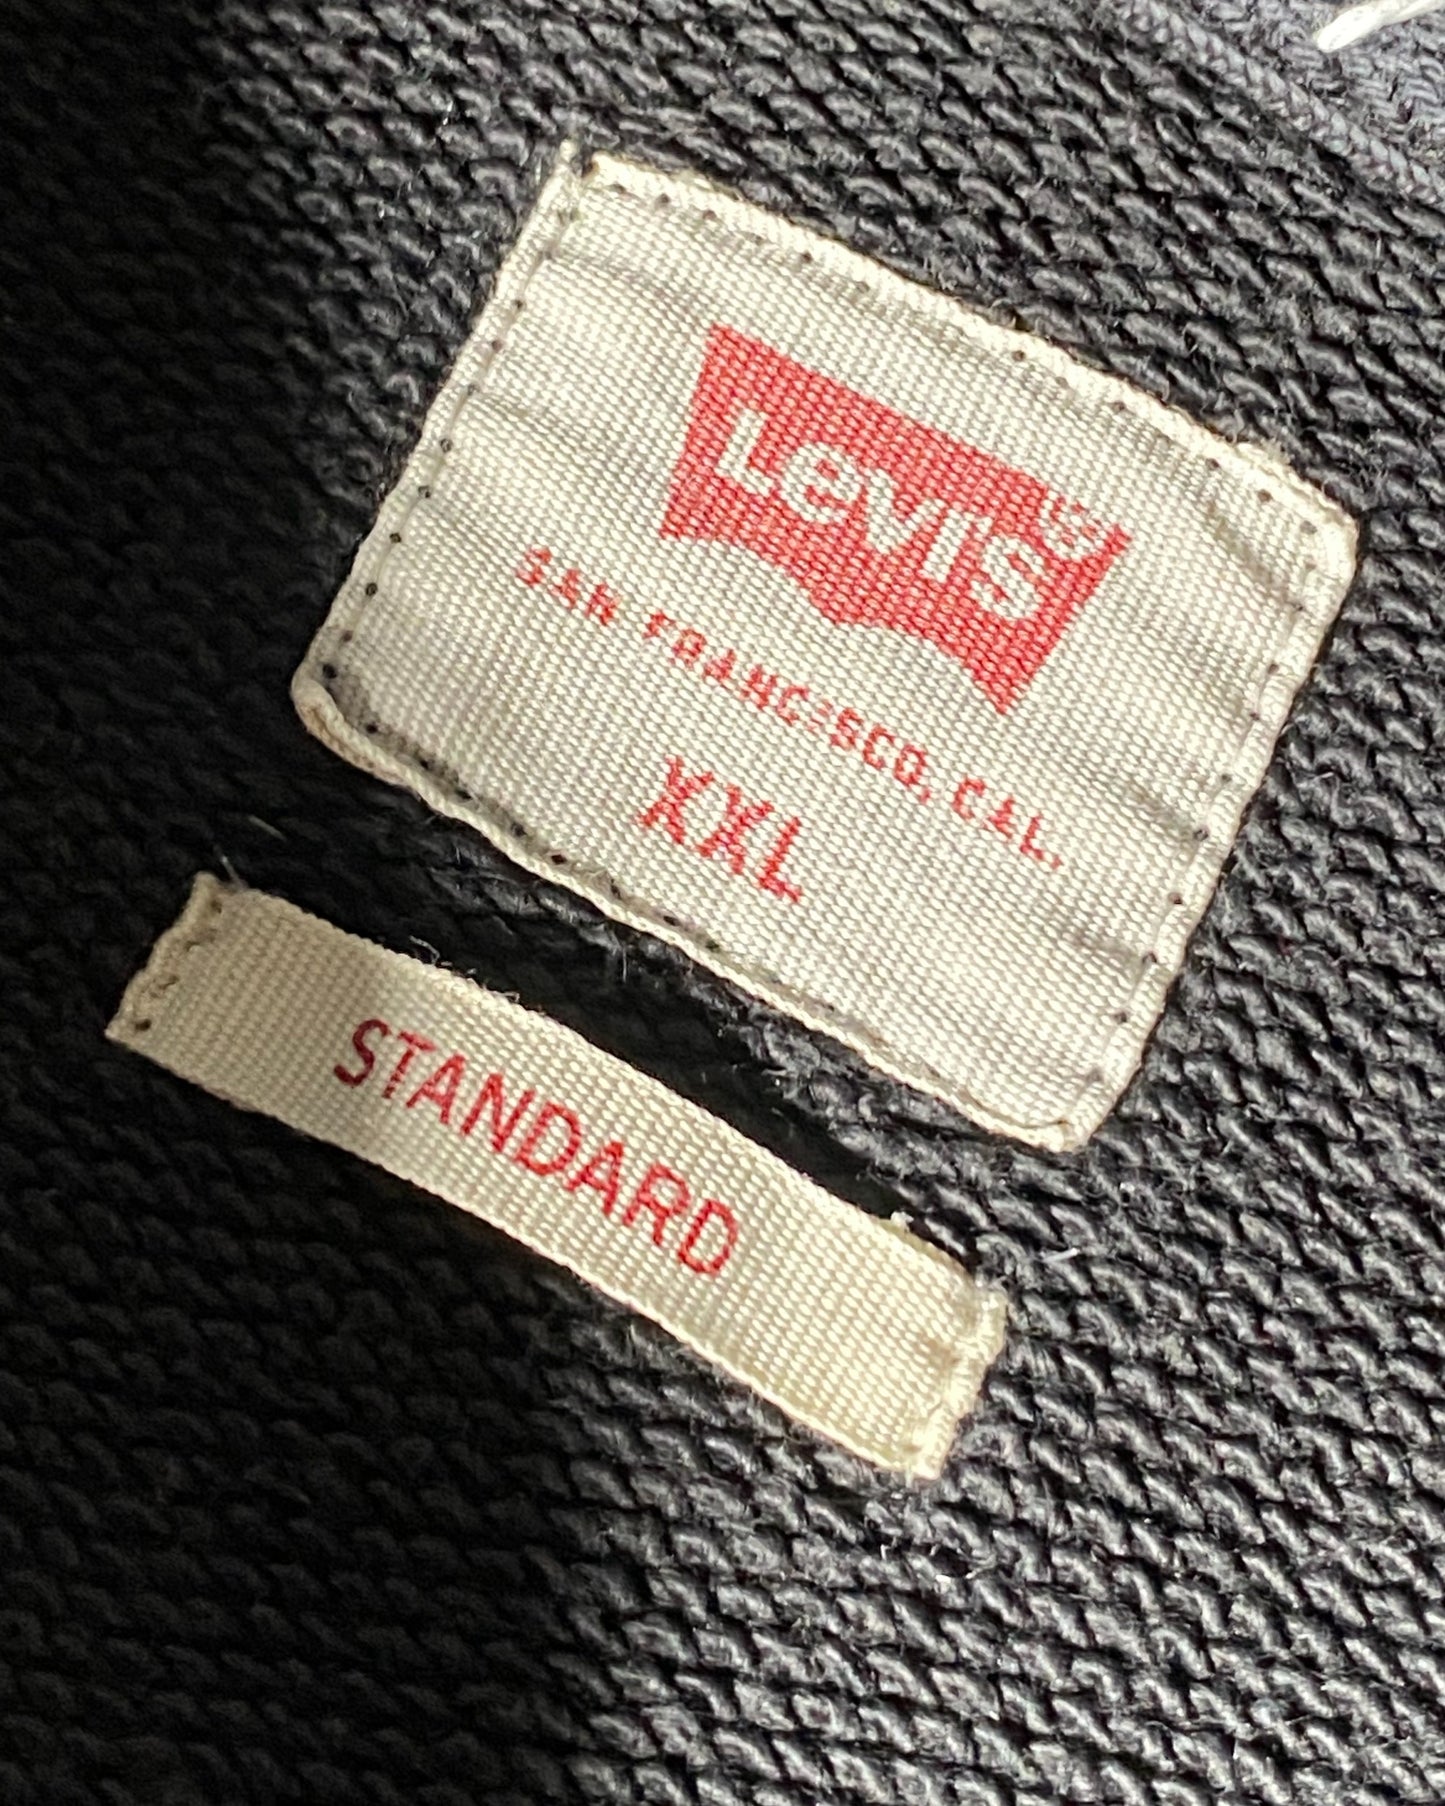 Levi's
SAN FRANCISCO, CAL.
XXL
STANDARD